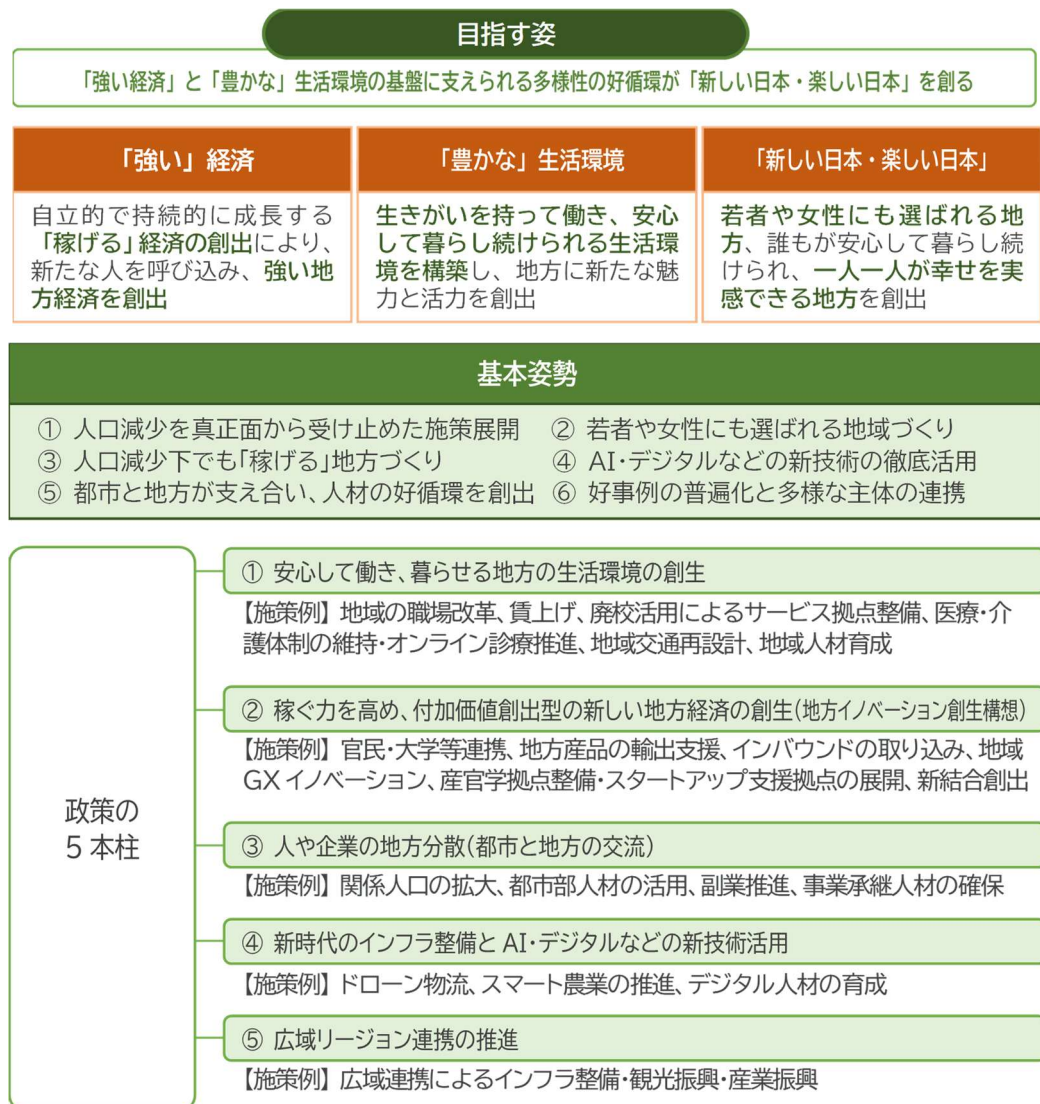 目指す姿
「強い経済」と「豊かな」生活環境の基盤に支えられる多様性の好循環が「新しい日本・楽しい日本」を創る
「強い」経済
自立的で持続的に成長する
「稼げる」経済の創出により、
新たな人を呼び込み、強い地
方経済を創出
「豊かな」生活環境
生きがいを持って働き、安心
して暮らし続けられる生活環
境を構築し、地方に新たな魅
力と活力を創出
「新しい日本・楽しい日本」
若者や女性にも選ばれる地
方、誰もが安心して暮らし続
けられ、一人一人が幸せを実
感できる地方を創出
基本姿勢
① 人口減少を真正面から受け止めた施策展開
② 若者や女性にも選ばれる地域づくり
③ 人口減少下でも「稼げる」地方づくり
④ AI・デジタルなどの新技術の徹底活用
⑤ 都市と地方が支え合い、人材の好循環を創出
⑥ 好事例の普遍化と多様な主体の連携
政策の
5本柱
① 安心して働き、暮らせる地方の生活環境の創生
【施策例】地域の職場改革、賃上げ、廃校活用によるサービス拠点整備、医療・介
護体制の維持・オンライン診療推進、地域交通再設計、地域人材育成
② 稼ぐ力を高め、付加価値創出型の新しい地方経済の創生(地方イノベーション創生構想)
【施策例】官民・大学等連携、地方産品の輸出支援、インバウンドの取り込み、地域
GXイノベーション、産官学拠点整備・スタートアップ支援拠点の展開、新結合創出
③ 人や企業の地方分散(都市と地方の交流)
【施策例】関係人口の拡大、都市部人材の活用、副業推進、事業承継人材の確保
④ 新時代のインフラ整備とAI・デジタルなどの新技術活用
【施策例】ドローン物流、スマート農業の推進、デジタル人材の育成
⑤ 広域リージョン連携の推進
【施策例】広域連携によるインフラ整備・観光振興・産業振興